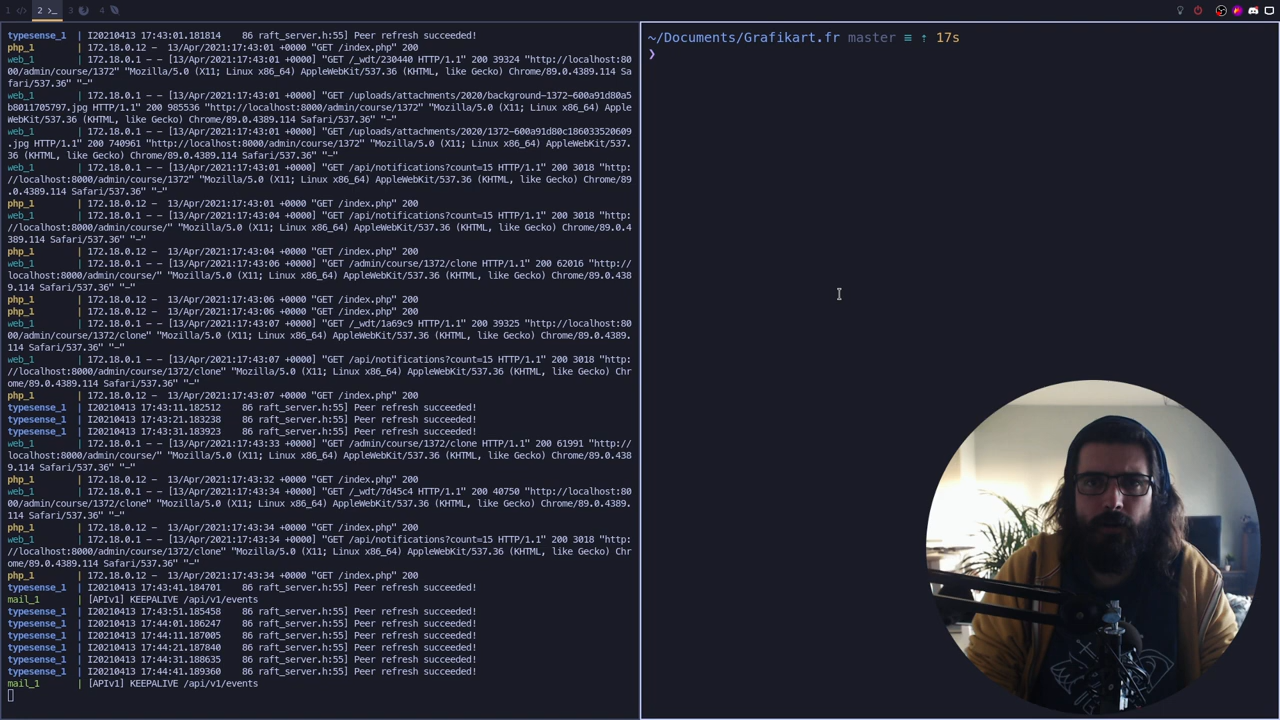 1 </>
2 >_
3
4
typesense_1  | I20210413 17:43:01.181814    86 raft_server.h:55] Peer refresh succeeded!
php_1        | 172.18.0.12 -  13/Apr/2021:17:43:01 +0000 "GET /index.php" 200
web_1        | 172.18.0.1 - - [13/Apr/2021:17:43:01 +0000] "GET /_wdt/230440 HTTP/1.1" 200 39324 "http://localhost:80
00/admin/course/1372" "Mozilla/5.0 (X11; Linux x86_64) AppleWebKit/537.36 (KHTML, like Gecko) Chrome/89.0.4389.114 Sa
fari/537.36" "-"
web_1        | 172.18.0.1 - - [13/Apr/2021:17:43:01 +0000] "GET /uploads/attachments/2020/background-1372-600a91d80a5
b8011705797.jpg HTTP/1.1" 200 985536 "http://localhost:8000/admin/course/1372" "Mozilla/5.0 (X11; Linux x86_64) Apple
WebKit/537.36 (KHTML, like Gecko) Chrome/89.0.4389.114 Safari/537.36" "-"
web_1        | 172.18.0.1 - - [13/Apr/2021:17:43:01 +0000] "GET /uploads/attachments/2020/1372-600a91d80c186033520609
.jpg HTTP/1.1" 200 740961 "http://localhost:8000/admin/course/1372" "Mozilla/5.0 (X11; Linux x86_64) AppleWebKit/537.
36 (KHTML, like Gecko) Chrome/89.0.4389.114 Safari/537.36" "-"
web_1        | 172.18.0.1 - - [13/Apr/2021:17:43:01 +0000] "GET /api/notifications?count=15 HTTP/1.1" 200 3018 "http:
//localhost:8000/admin/course/1372" "Mozilla/5.0 (X11; Linux x86_64) AppleWebKit/537.36 (KHTML, like Gecko) Chrome/89
.0.4389.114 Safari/537.36" "-"
php_1        | 172.18.0.12 -  13/Apr/2021:17:43:01 +0000 "GET /index.php" 200
web_1        | 172.18.0.1 - - [13/Apr/2021:17:43:04 +0000] "GET /api/notifications?count=15 HTTP/1.1" 200 3018 "http:
//localhost:8000/admin/course/" "Mozilla/5.0 (X11; Linux x86_64) AppleWebKit/537.36 (KHTML, like Gecko) Chrome/89.0.4
389.114 Safari/537.36" "-"
php_1        | 172.18.0.12 -  13/Apr/2021:17:43:04 +0000 "GET /index.php" 200
web_1        | 172.18.0.1 - - [13/Apr/2021:17:43:06 +0000] "GET /admin/course/1372/clone HTTP/1.1" 200 62016 "http://
localhost:8000/admin/course/" "Mozilla/5.0 (X11; Linux x86_64) AppleWebKit/537.36 (KHTML, like Gecko) Chrome/89.0.438
9.114 Safari/537.36" "-"
php_1        | 172.18.0.12 -  13/Apr/2021:17:43:06 +0000 "GET /index.php" 200
php_1        | 172.18.0.12 -  13/Apr/2021:17:43:06 +0000 "GET /index.php" 200
web_1        | 172.18.0.1 - - [13/Apr/2021:17:43:07 +0000] "GET /_wdt/1a69c9 HTTP/1.1" 200 39325 "http://localhost:80
00/admin/course/1372/clone" "Mozilla/5.0 (X11; Linux x86_64) AppleWebKit/537.36 (KHTML, like Gecko) Chrome/89.0.4389.
114 Safari/537.36" "-"
web_1        | 172.18.0.1 - - [13/Apr/2021:17:43:07 +0000] "GET /api/notifications?count=15 HTTP/1.1" 200 3018 "http:
//localhost:8000/admin/course/1372/clone" "Mozilla/5.0 (X11; Linux x86_64) AppleWebKit/537.36 (KHTML, like Gecko) Chr
ome/89.0.4389.114 Safari/537.36" "-"
php_1        | 172.18.0.12 -  13/Apr/2021:17:43:07 +0000 "GET /index.php" 200
typesense_1  | I20210413 17:43:11.182512    86 raft_server.h:55] Peer refresh succeeded!
typesense_1  | I20210413 17:43:21.183238    86 raft_server.h:55] Peer refresh succeeded!
typesense_1  | I20210413 17:43:31.183923    86 raft_server.h:55] Peer refresh succeeded!
web_1        | 172.18.0.1 - - [13/Apr/2021:17:43:33 +0000] "GET /admin/course/1372/clone HTTP/1.1" 200 61991 "http://
localhost:8000/admin/course/" "Mozilla/5.0 (X11; Linux x86_64) AppleWebKit/537.36 (KHTML, like Gecko) Chrome/89.0.438
9.114 Safari/537.36" "-"
php_1        | 172.18.0.12 -  13/Apr/2021:17:43:32 +0000 "GET /index.php" 200
web_1        | 172.18.0.1 - - [13/Apr/2021:17:43:34 +0000] "GET /_wdt/7d45c4 HTTP/1.1" 200 40750 "http://localhost:80
00/admin/course/1372/clone" "Mozilla/5.0 (X11; Linux x86_64) AppleWebKit/537.36 (KHTML, like Gecko) Chrome/89.0.4389.
114 Safari/537.36" "-"
php_1        | 172.18.0.12 -  13/Apr/2021:17:43:34 +0000 "GET /index.php" 200
web_1        | 172.18.0.1 - - [13/Apr/2021:17:43:34 +0000] "GET /api/notifications?count=15 HTTP/1.1" 200 3018 "http:
//localhost:8000/admin/course/1372/clone" "Mozilla/5.0 (X11; Linux x86_64) AppleWebKit/537.36 (KHTML, like Gecko) Chr
ome/89.0.4389.114 Safari/537.36" "-"
php_1        | 172.18.0.12 -  13/Apr/2021:17:43:34 +0000 "GET /index.php" 200
typesense_1  | I20210413 17:43:41.184701    86 raft_server.h:55] Peer refresh succeeded!
mail_1       | [APIv1] KEEPALIVE /api/v1/events
typesense_1  | I20210413 17:43:51.185458    86 raft_server.h:55] Peer refresh succeeded!
typesense_1  | I20210413 17:44:01.186247    86 raft_server.h:55] Peer refresh succeeded!
typesense_1  | I20210413 17:44:11.187005    86 raft_server.h:55] Peer refresh succeeded!
typesense_1  | I20210413 17:44:21.187840    86 raft_server.h:55] Peer refresh succeeded!
typesense_1  | I20210413 17:44:31.188635    86 raft_server.h:55] Peer refresh succeeded!
typesense_1  | I20210413 17:44:41.189360    86 raft_server.h:55] Peer refresh succeeded!
mail_1       | [APIv1] KEEPALIVE /api/v1/events
~/Documents/Grafikart.fr master ≡ ↑ 17s
❯